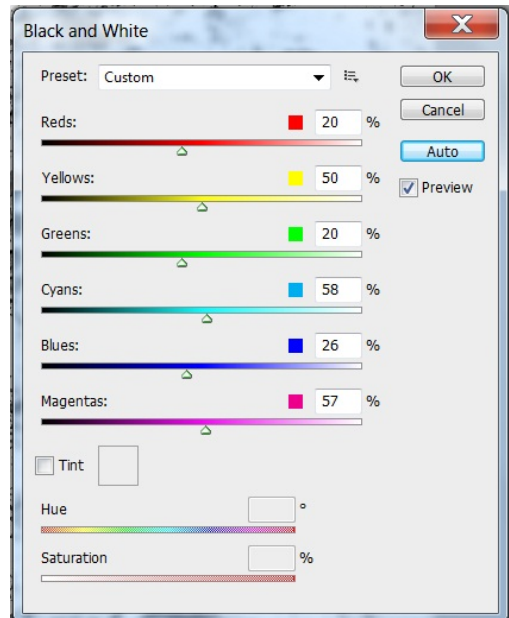 Black and White
Preset: Custom
OK
Reds: 20 %
Cancel
Auto
Yellows: 50 %
Preview
Greens: 20 %
Cyans: 58 %
Blues: 26 %
Magentas: 57 %
Tint
Hue °
Saturation %